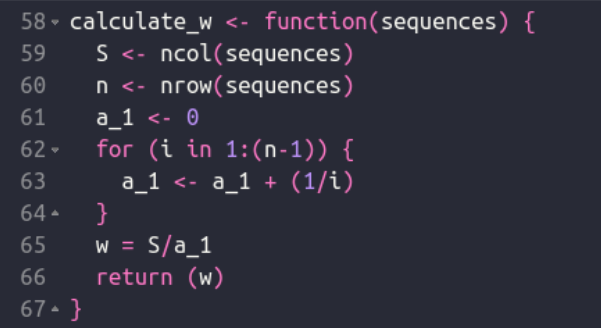 58 calculate_w <- function(sequences) {
59   S <- ncol(sequences)
60   n <- nrow(sequences)
61   a_1 <- 0
62   for (i in 1:(n-1)) {
63     a_1 <- a_1 + (1/i)
64   }
65   w = S/a_1
66   return (w)
67 }